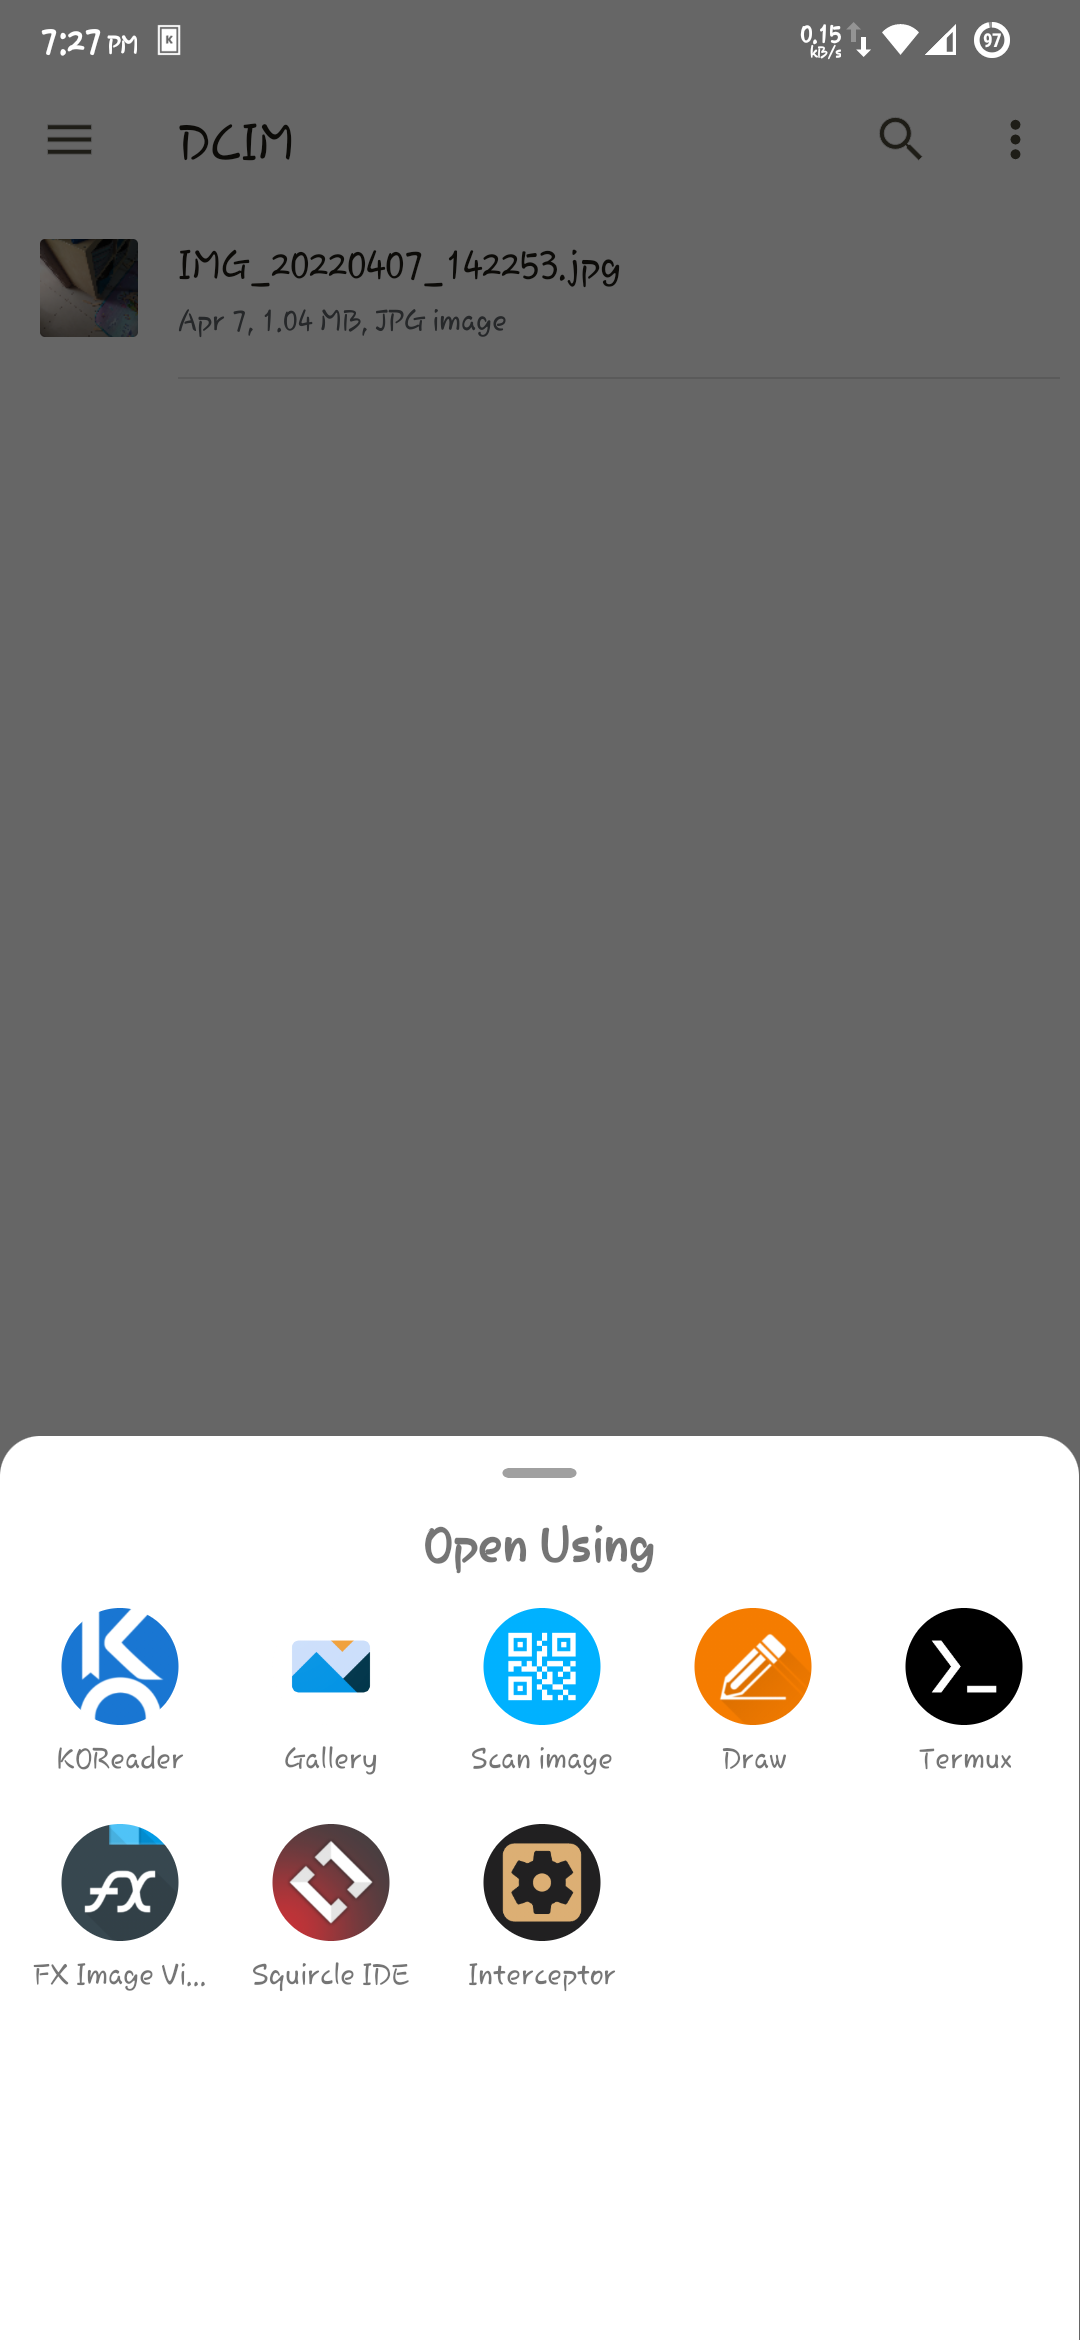 7:27 PM K 0.15 kB/s 97
DCIM
IMG_20220407_142253.jpg
Apr 7, 1.04 MB, JPG image
Open Using
KOReader Gallery Scan image Draw Termux
FX
FX Image Vi... Squircle IDE Interceptor